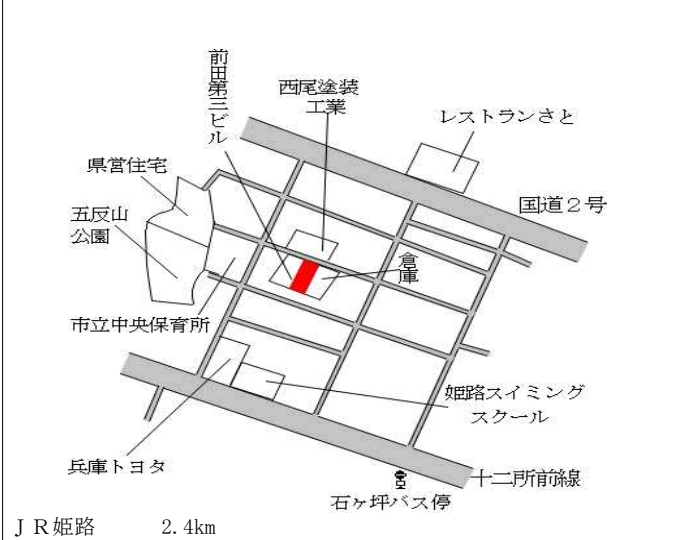 前田第三ビル
西尾塗装
工業
レストランさと
県営住宅
国道２号
五反山
公園
倉庫
市立中央保育所
姫路スイミング
スクール
兵庫トヨタ
十二所前線
石ヶ坪バス停
ＪＲ姫路 2.4km